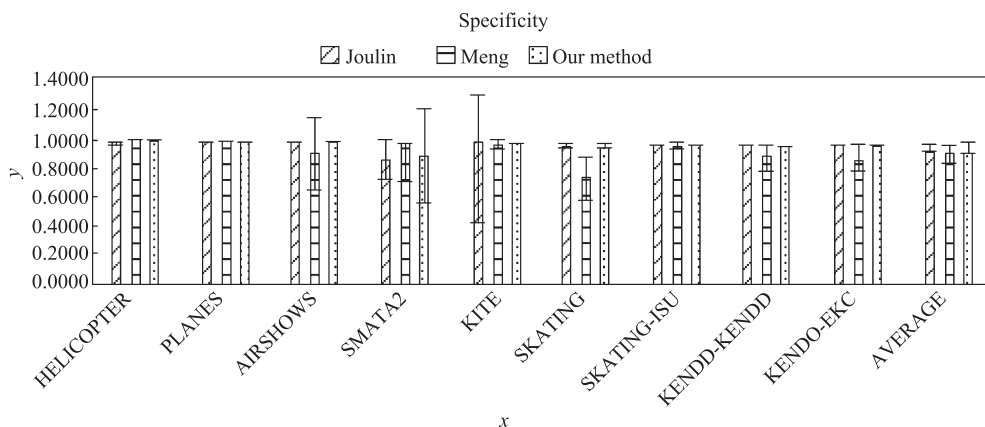 Specificity
Joulin Meng Our method
1.4000
1.2000
1.0000
0.8000
0.6000
0.4000
0.2000
0.0000
y
HELICOPTER
PLANES
AIRSHOWS
SMATA2
KITE
SKATING
SKATING-ISU
KENDD-KENDD
KENDO-EKC
AVERAGE
x